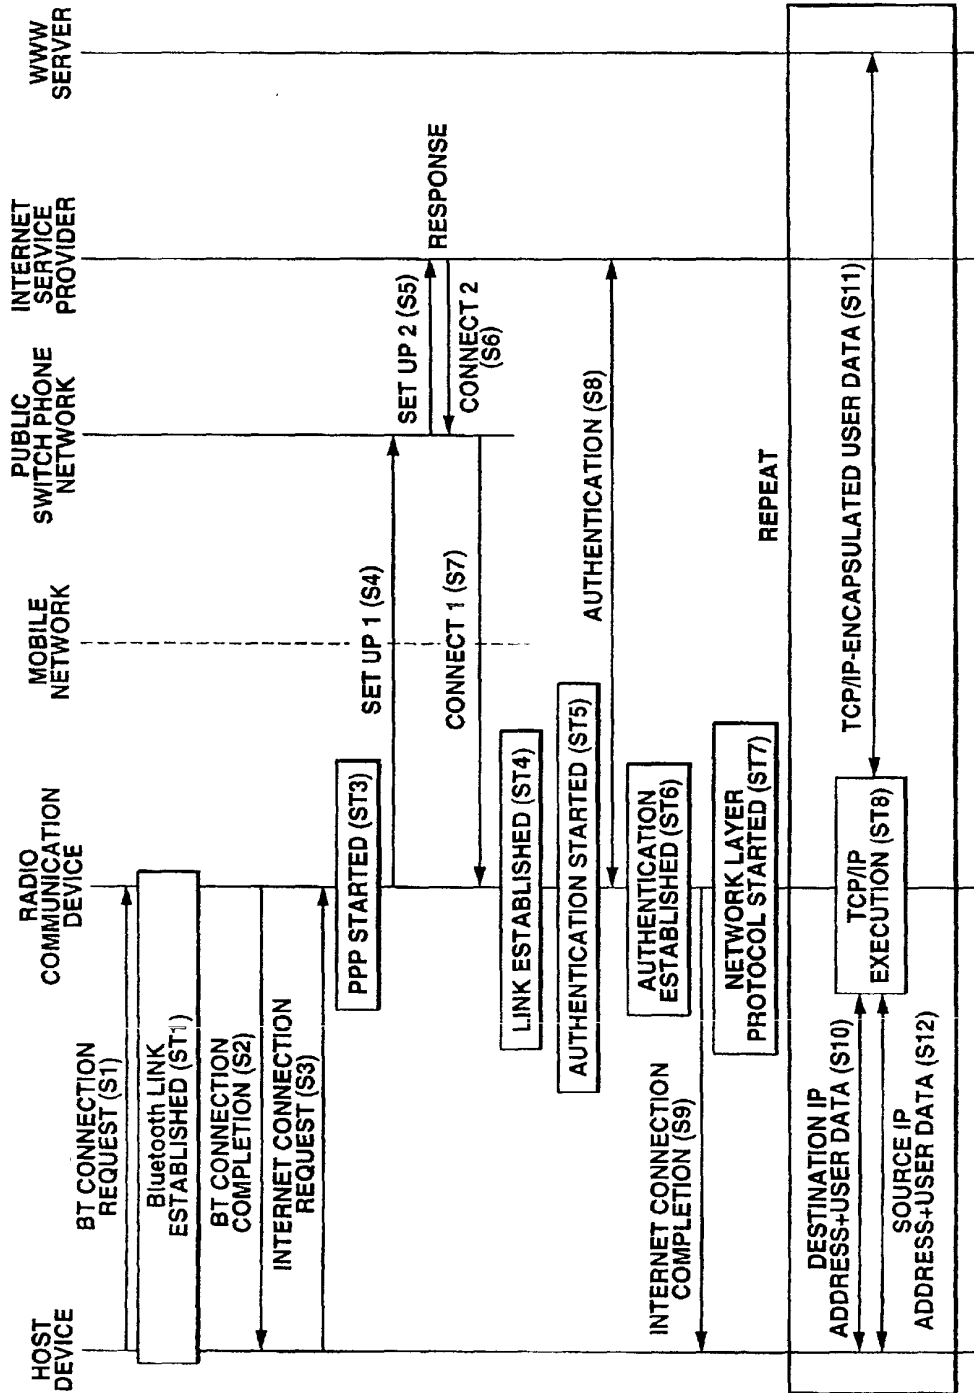 HOST
DEVICE
RADIO
COMMUNICATION
DEVICE
MOBILE
NETWORK
PUBLIC
SWITCH PHONE
NETWORK
INTERNET
SERVICE
PROVIDER
WWW
SERVER
BT CONNECTION
REQUEST (S1)
Bluetooth LINK
ESTABLISHED (ST1)
BT CONNECTION
COMPLETION (S2)
INTERNET CONNECTION
REQUEST (S3)
PPP STARTED (ST3)
SET UP 1 (S4)
SET UP 2 (S5)
RESPONSE
CONNECT 2
(S6)
CONNECT 1 (S7)
LINK ESTABLISHED (ST4)
AUTHENTICATION STARTED (ST5)
AUTHENTICATION (S8)
AUTHENTICATION
ESTABLISHED (ST6)
INTERNET CONNECTION
COMPLETION (S9)
NETWORK LAYER
PROTOCOL STARTED (ST7)
REPEAT
DESTINATION IP
ADDRESS+USER DATA (S10)
TCP/IP
EXECUTION (ST8)
TCP/IP-ENCAPSULATED USER DATA (S11)
SOURCE IP
ADDRESS+USER DATA (S12)